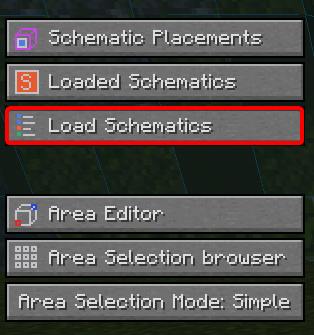 Schematic Placements
S Loaded Schematics
Load Schematics
Area Editor
Area Selection browser
Area Selection Mode: Simple